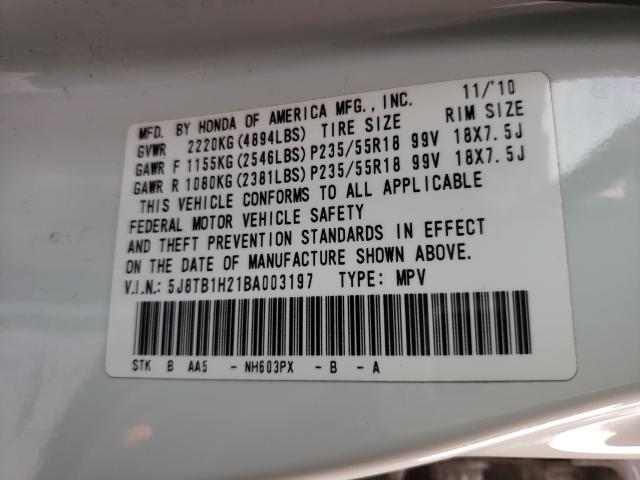 MFD. BY HONDA OF AMERICA MFG., INC. 11/'10
GVWR 2220KG(4894LBS) TIRE SIZE RIM SIZE
GAWR F 1155KG(2546LBS)P235/55R18 99V 18X7.5J
GAWR R 1080KG(2381LBS)P235/55R18 99V 18X7.5J
THIS VEHICLE CONFORMS TO ALL APPLICABLE
FEDERAL MOTOR VEHICLE SAFETY
AND THEFT PREVENTION STANDARDS IN EFFECT
ON THE DATE OF MANUFACTURE SHOWN ABOVE.
V.I.N.: 5J8TB1H21BA003197 TYPE: MPV
STK B AA5 - NH603PX - B - A